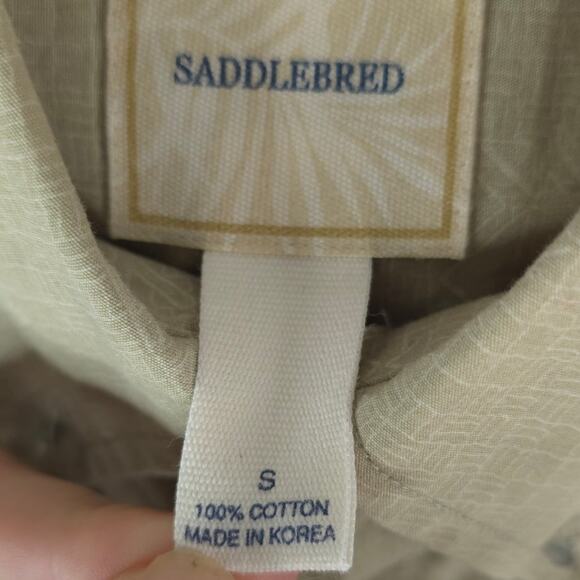 SADDLEBRED
S
100% COTTON
MADE IN KOREA